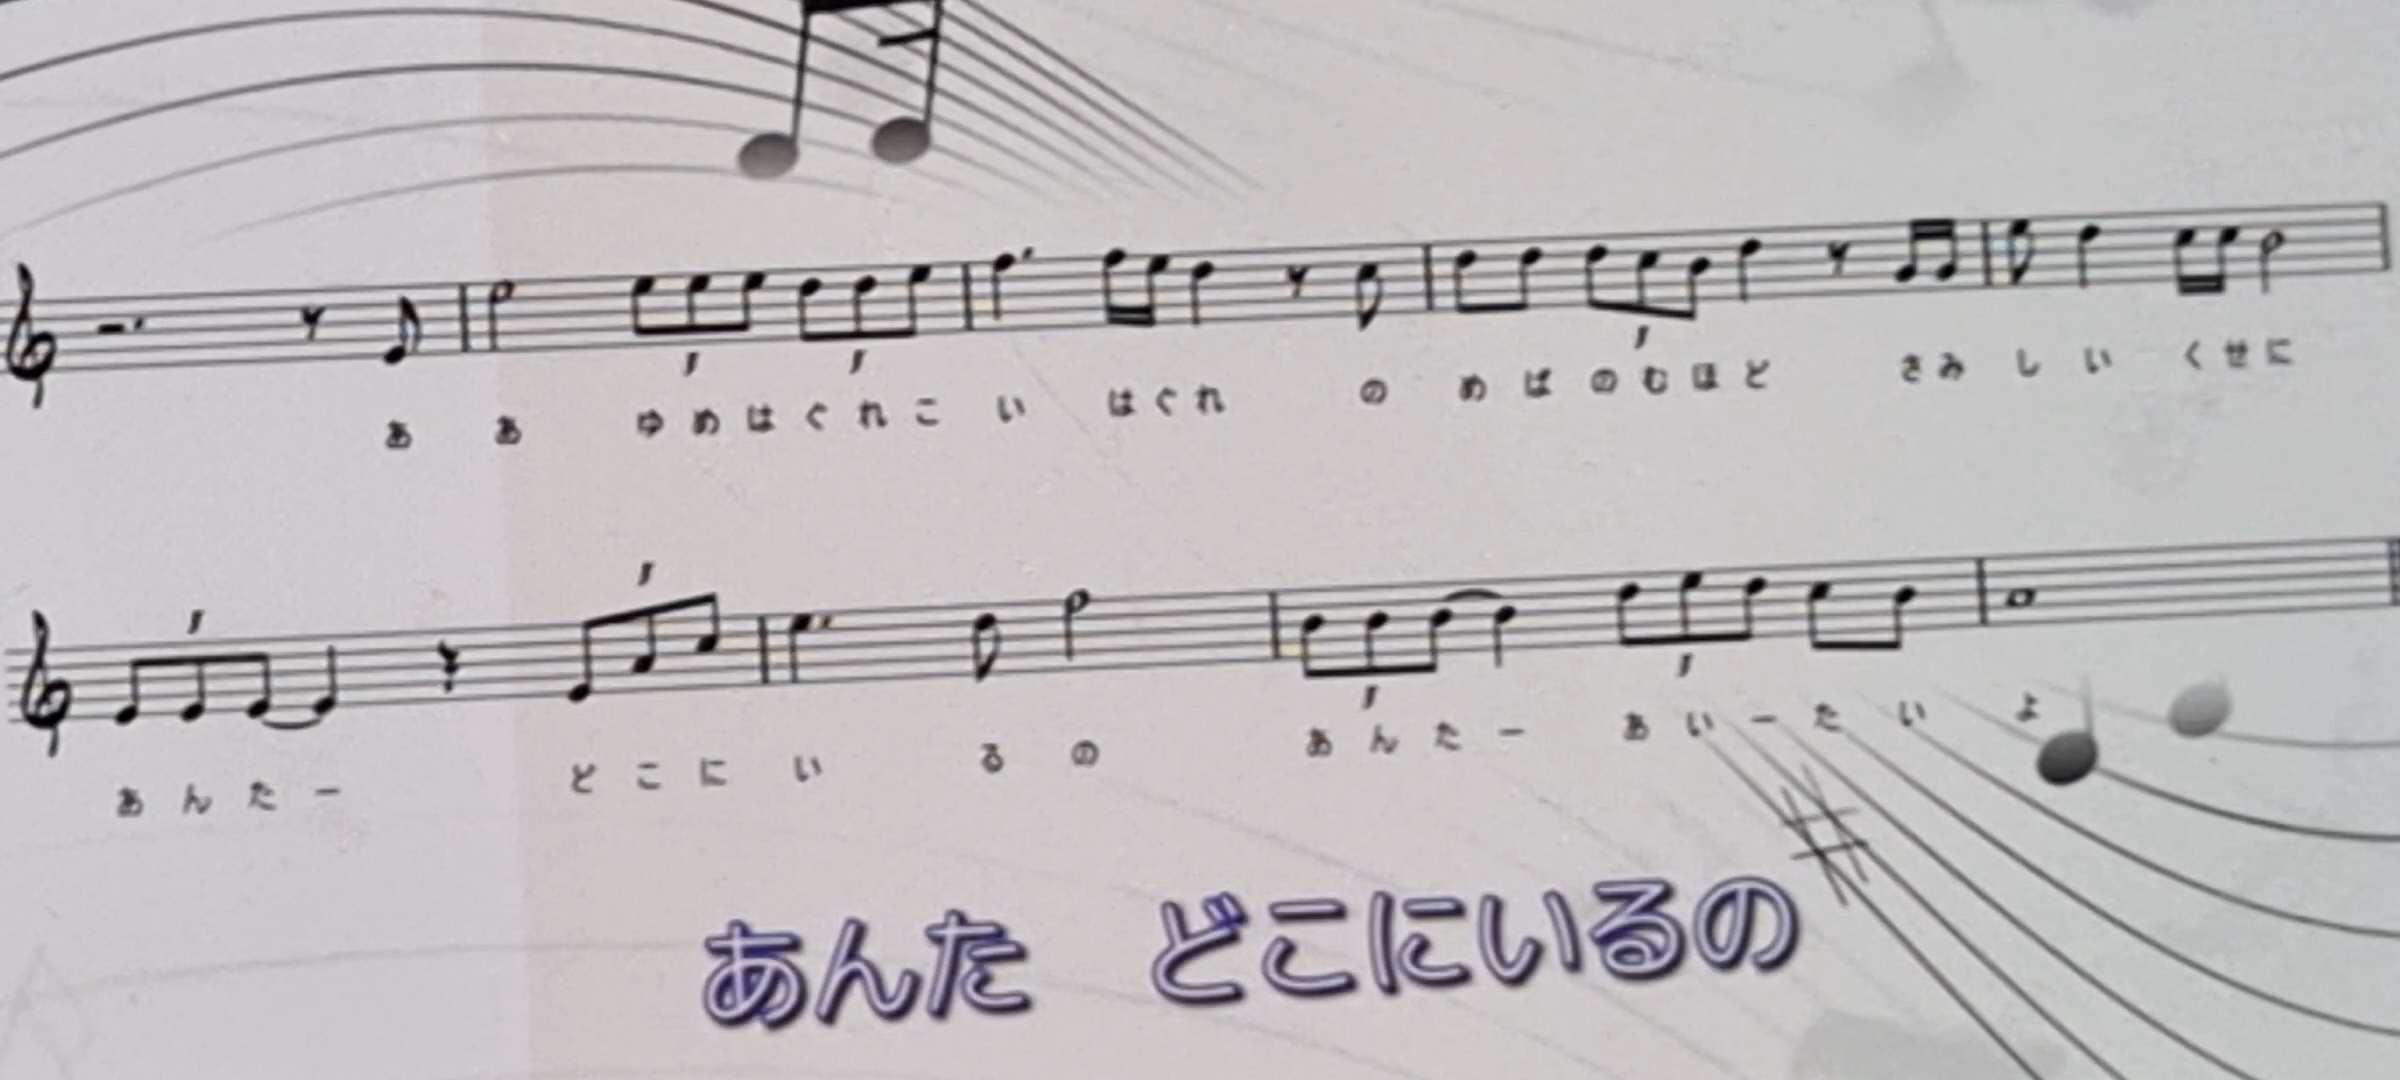 あ あ ゆ め は ぐ れ こ い は ぐ れ の め ば の む ほ ど さ み し い く せ に
あ ん た ー ど こ に い る の あ ん た ー あ い ー た い よ
あんた どこにいるの